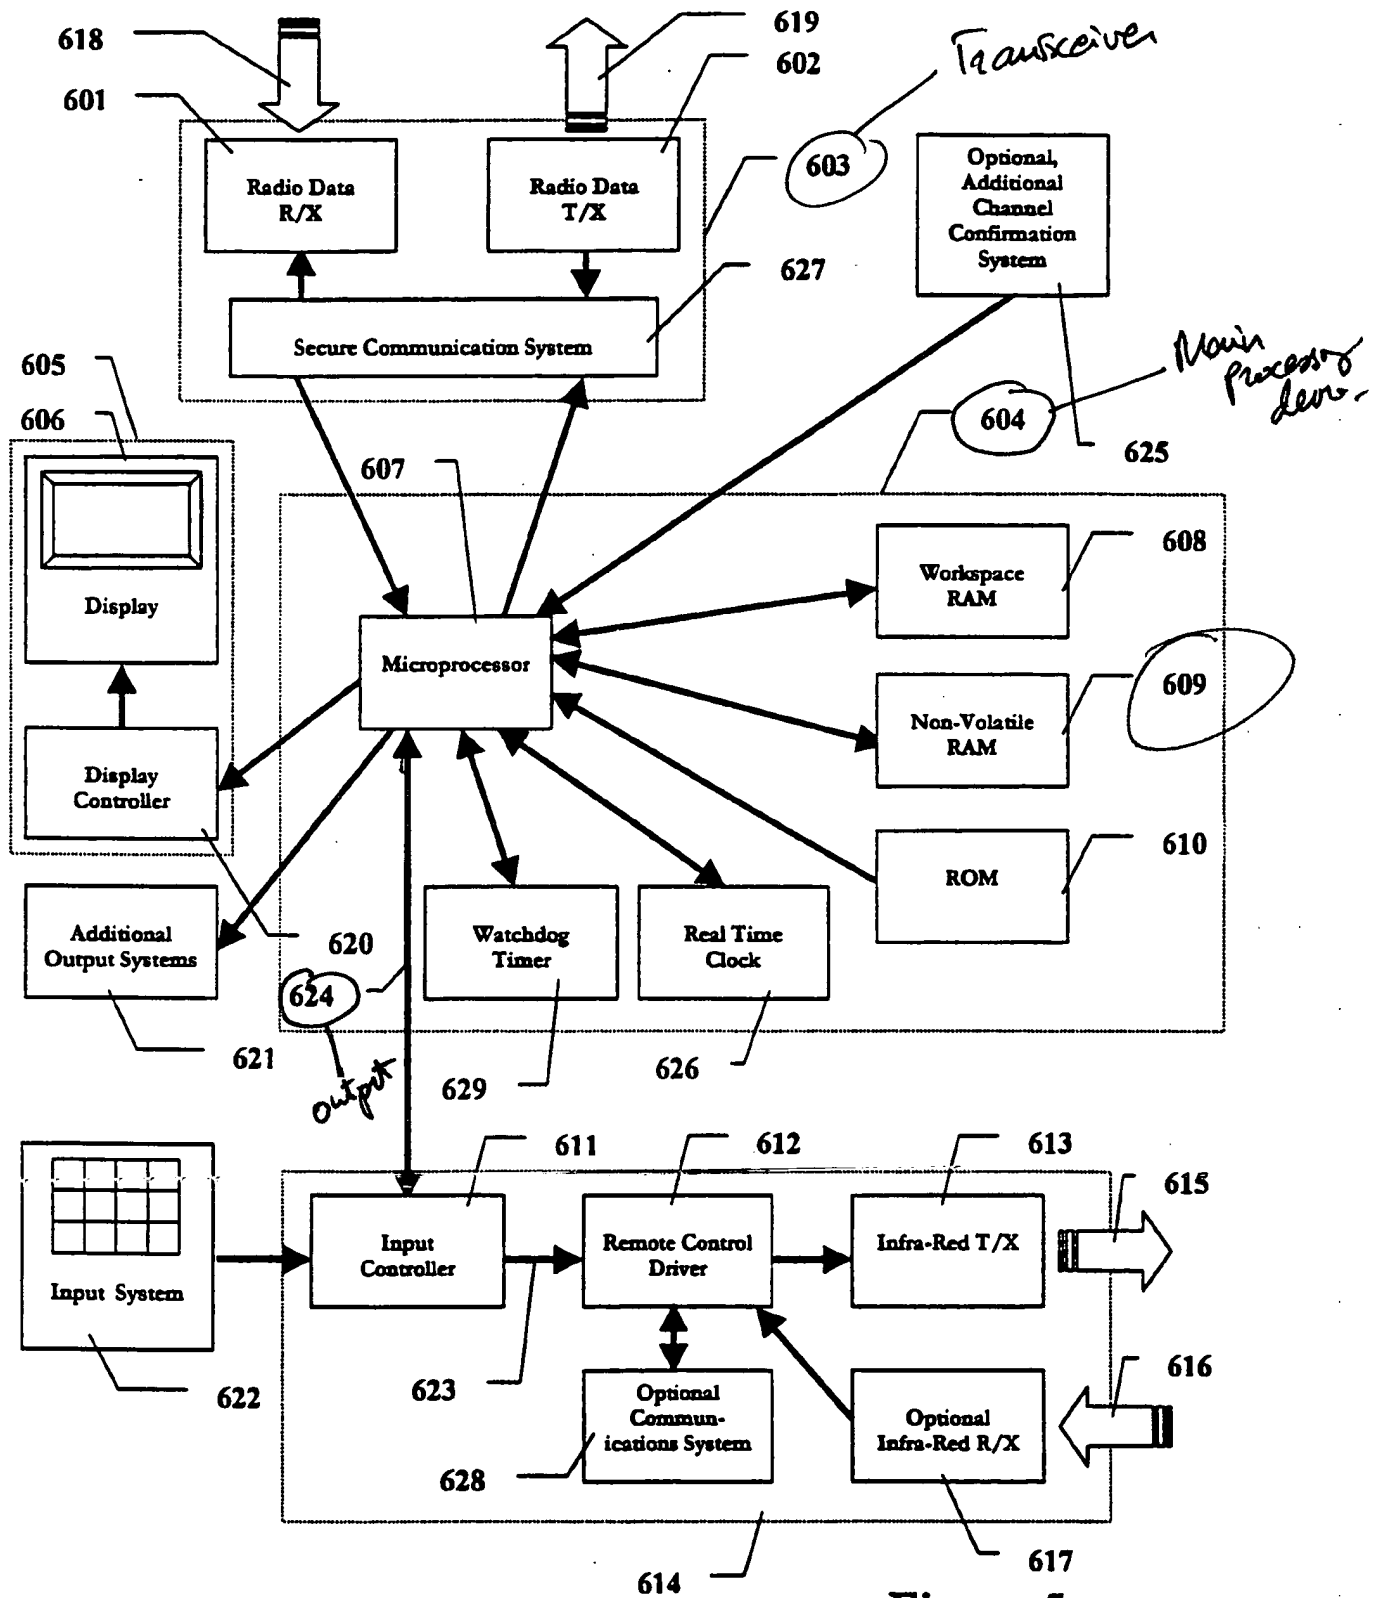 618
619
Transceiver
601
602
603
Radio Data
R/X
Radio Data
T/X
Optional,
Additional
Channel
Confirmation
System
627
Secure Communication System
Main
605
606
604
625
607
608
Workspace
RAM
Display
Microprocessor
609
Non-Volatile
RAM
Display
Controller
610
ROM
Additional
Output Systems
620
Watchdog
Timer
Real Time
Clock
624
621
output
629
626
611
612
613
615
Input
Controller
Remote Control
Driver
Infra-Red T/X
Input System
616
622
623
Optional
Commun-
ications System
Optional
Infra-Red R/X
628
617
614